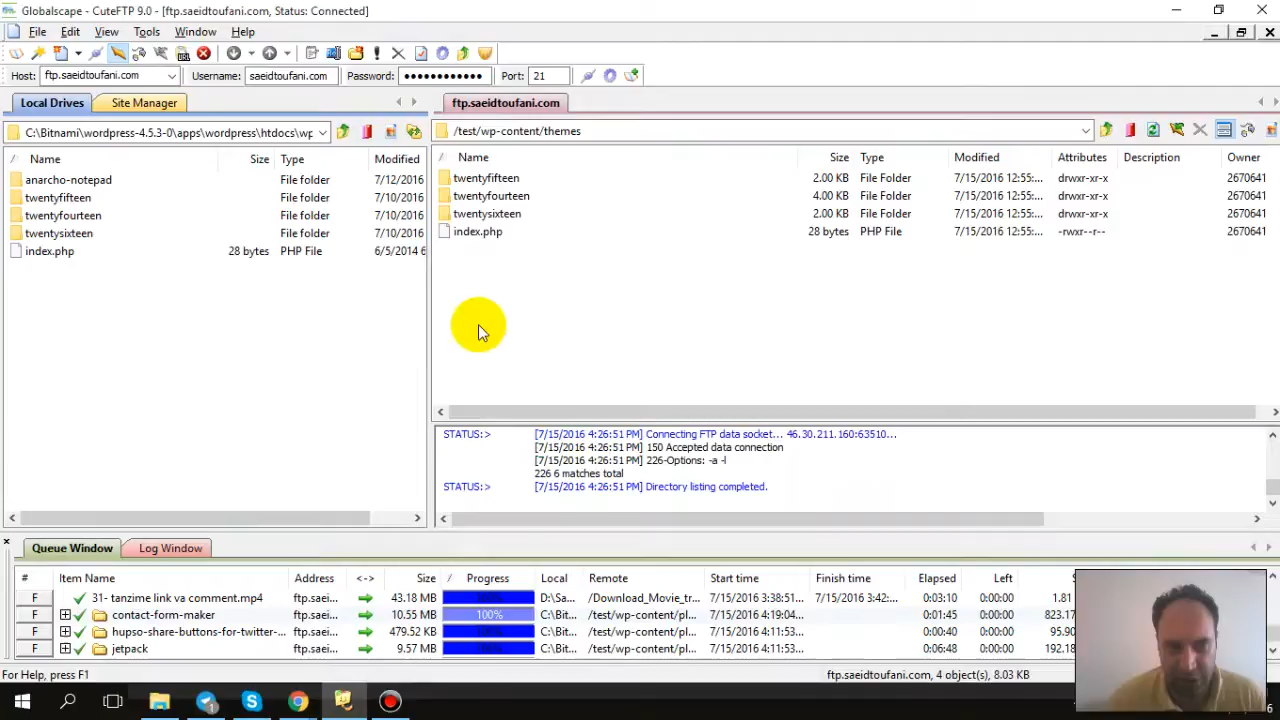 Globalscape - CuteFTP 9.0 - [ftp.saeidtoufani.com, Status: Connected]
File Edit View Tools Window Help
Host: ftp.saeidtoufani.com Username: saeidtoufani.com Password: ●●●●●●●●●●●● Port: 21
Local Drives Site Manager
ftp.saeidtoufani.com
C:\Bitnami\wordpress-4.5.3-0\apps\wordpress\htdocs\wp
/test/wp-content/themes
/ Name Size Type Modified
anarcho-notepad File folder 7/12/2016
twentyfifteen File folder 7/10/2016
twentyfourteen File folder 7/10/2016
twentysixteen File folder 7/10/2016
index.php 28 bytes PHP File 6/5/2014 6
/ Name Size Type Modified Attributes Description Owner
twentyfifteen 2.00 KB File Folder 7/15/2016 12:55:... drwxr-xr-x 2670641
twentyfourteen 4.00 KB File Folder 7/15/2016 12:55:... drwxr-xr-x 2670641
twentysixteen 2.00 KB File Folder 7/15/2016 12:55:... drwxr-xr-x 2670641
index.php 28 bytes PHP File 7/15/2016 12:55:... -rwxr--r-- 2670641
STATUS:> [7/15/2016 4:26:51 PM] Connecting FTP data socket... 46.30.211.160:63510...
[7/15/2016 4:26:51 PM] 150 Accepted data connection
[7/15/2016 4:26:51 PM] 226-Options: -a -l
226 6 matches total
STATUS:> [7/15/2016 4:26:51 PM] Directory listing completed.
Queue Window Log Window
# Item Name Address <-> Size / Progress Local Remote Start time Finish time Elapsed Left
F 31- tanzime link va comment.mp4 ftp.saei... 43.18 MB 100% D:\Sa... /Download_Movie_tr... 7/15/2016 3:38:51... 7/15/2016 3:42:... 0:03:10 0:00:00 1.81
F contact-form-maker ftp.saei... 10.55 MB 100% C:\Bit... /test/wp-content/pl... 7/15/2016 4:19:04... 0:01:45 0:00:00 823.17
F hupso-share-buttons-for-twitter-... ftp.saei... 479.52 KB 100% C:\Bit... /test/wp-content/pl... 7/15/2016 4:11:53... 0:00:40 0:00:00 95.90
F jetpack ftp.saei... 9.57 MB 100% C:\Bit... /test/wp-content/pl... 7/15/2016 4:11:53... 0:06:48 0:00:00 192.18
For Help, press F1 ftp.saeidtoufani.com, 4 object(s), 8.03 KB